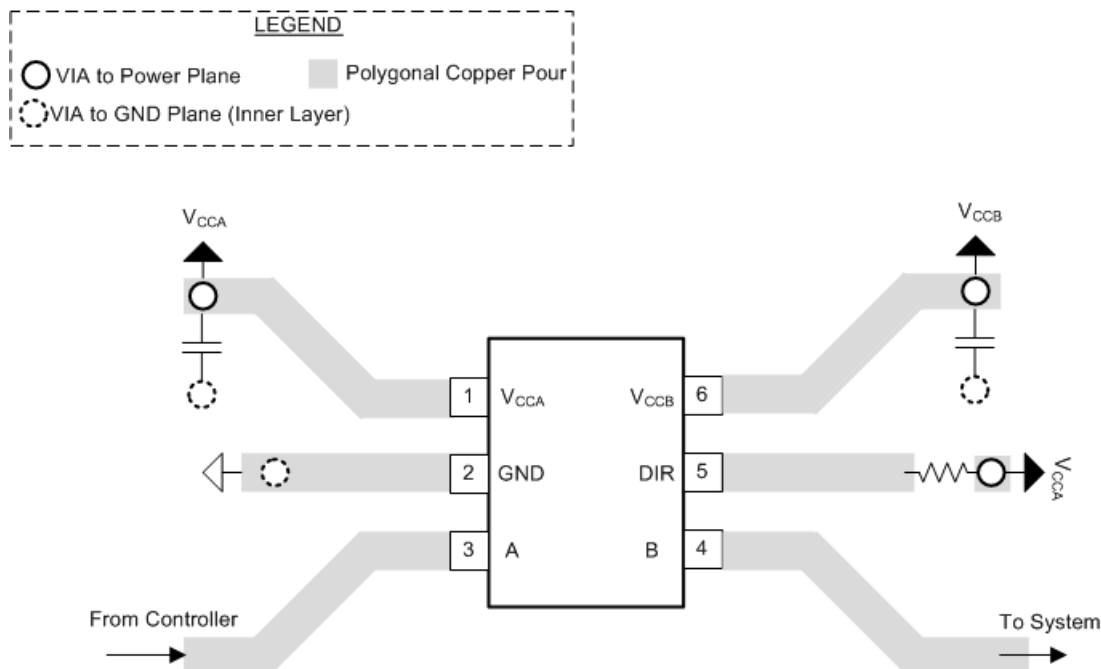 LEGEND
VIA to Power Plane
Polygonal Copper Pour
VIA to GND Plane (Inner Layer)
VCCA
VCCB
1 VCCA VCCB 6
2 GND DIR 5
VCCA
3 A B 4
From Controller
To System